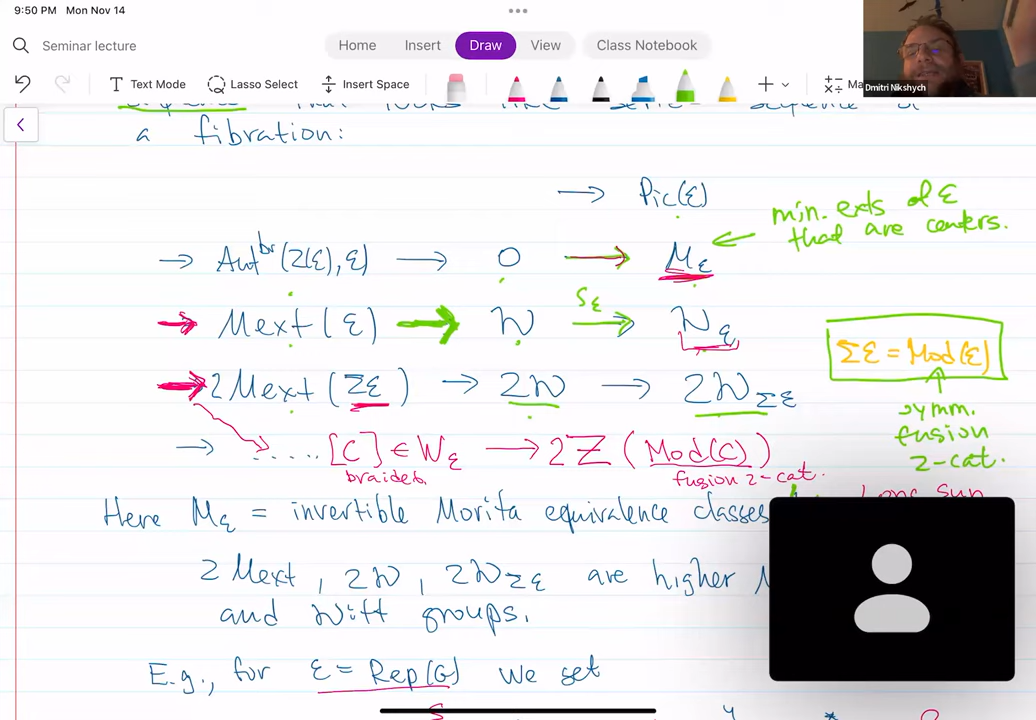 9:50 PM Mon Nov 14
Seminar lecture
Home Insert Draw View Class Notebook
Text Mode Lasso Select Insert Space
Dmitri Nikshych
a fibration:
→ Pic(ℰ)
min. exts of ℰ
that are centers.
→ Aut^br(Z(ℰ), ℰ) → 0 → M_ℰ
→ Mext(ℰ) → W S_ℰ → W_ℰ
Σℰ = Mod(ℰ)
→ 2Mext(Σℰ) → 2W → 2W_Σℰ
symm.
fusion
2-cat.
→ ..... [C] ∈ W_ℰ → 2Z(Mod(C))
braided. fusion 2-cat.
Here M_ℰ = invertible Morita equivalence classes
2Mext, 2W, 2W_Σℰ are higher
and Witt groups.
E.g., for ℰ = Rep(G) we set